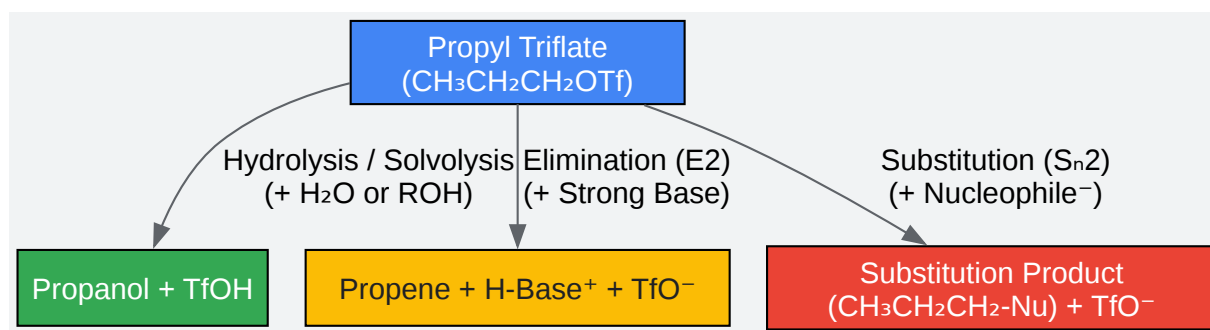 Propyl Triflate
(CH₃CH₂CH₂OTf)
Hydrolysis / Solvolysis
(+ H₂O or ROH)
Elimination (E2)
(+ Strong Base)
Substitution (Sₙ2)
(+ Nucleophile⁻)
Propanol + TfOH
Propene + H-Base⁺ + TfO⁻
Substitution Product
(CH₃CH₂CH₂-Nu) + TfO⁻